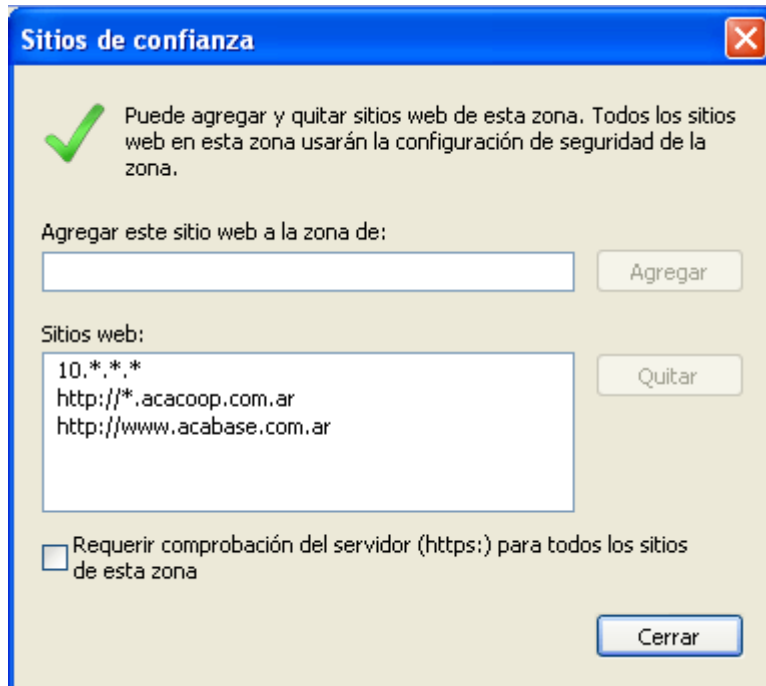 Sitios de confianza
Puede agregar y quitar sitios web de esta zona. Todos los sitios
web en esta zona usarán la configuración de seguridad de la
zona.
Agregar este sitio web a la zona de:
Agregar
Sitios web:
10.*.*.*
http://*.acacoop.com.ar
http://www.acabase.com.ar
Quitar
Requerir comprobación del servidor (https:) para todos los sitios
de esta zona
Cerrar